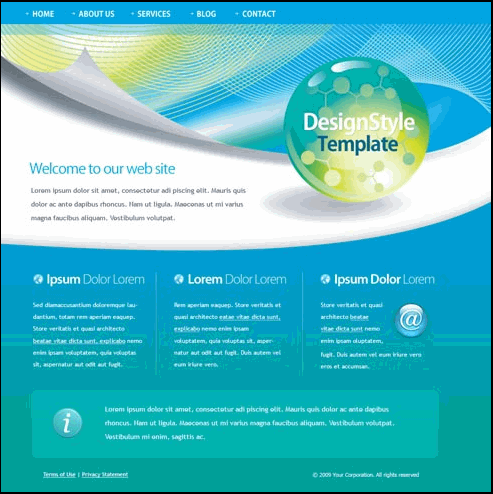 HOME ABOUT US SERVICES BLOG CONTACT
DesignStyle
Template
Welcome to our web site
Lorem ipsum dolor sit amet, consectetur adi piscing elit. Mauris quis
ante ac dapibus rhoncus. Nam ut ligula. Maecenas ut mi varius
magna faucibus aliquam. Vestibulum volutpat.
Ipsum Dolor Lorem
Sed diamaccusantium doloremque lau-
dantium, totam rem aperiam eaquep.
Store veritatis et quasi architecto
beatae vitae dicta sunt, explicabo nemo
enim ipsam voluptatem, quia voluptas
sit, aspernatur aut odit aut fugit.
Lorem Dolor Lorem
Rem aperiam eaquep. Store veritatis et
quasi architecto eatae vitae dicta sunt,
explicabo nemo enim ipsam
voluptatem, quia voluptas sit, asper-
natur aut odit aut fugit. Duis autem vel
eum iriure vero.
Ipsum Dolor Lorem
Store veritatis et quasi
architecto beatae
vitae dicta sunt nemo
enim ipsam oluptatem,
fugit. Duis autem vel eum iriure vero
eros et accumsan.
@
i
Lorem ipsum dolor sit amet, consectetur adi piscing elit. Mauris quis ante ac dapibus
rhoncus. Nam ut ligula. Maecenas ut mi varius magna faucibus aliquam. Vestibulum volutpat.
Vestibulum mi enim, sagittis ac.
Terms of Use | Privacy Statement
© 2009 Your Corporation. All rights reserved